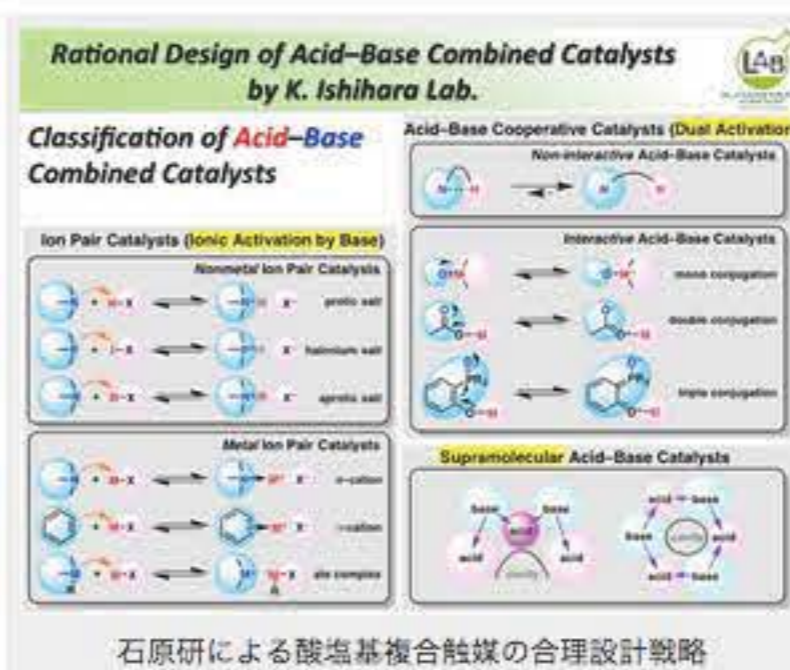 Rational Design of Acid–Base Combined Catalysts
by K. Ishihara Lab.
LAB
Classification of Acid–Base
Combined Catalysts
Ion Pair Catalysts (Ionic Activation by Base)
Nonmetal Ion Pair Catalysts
protic salt
halonium salt
aprotic salt
Metal Ion Pair Catalysts
ate complex
Acid–Base Cooperative Catalysts (Dual Activation
Non-interactive Acid–Base Catalysts
Interactive Acid–Base Catalysts
mono conjugation
double conjugation
triple conjugation
Supramolecular Acid–Base Catalysts
base base
acid
acid acid
cavity
acid base
base cavity acid
acid base
石原研による酸塩基複合触媒の合理設計戦略